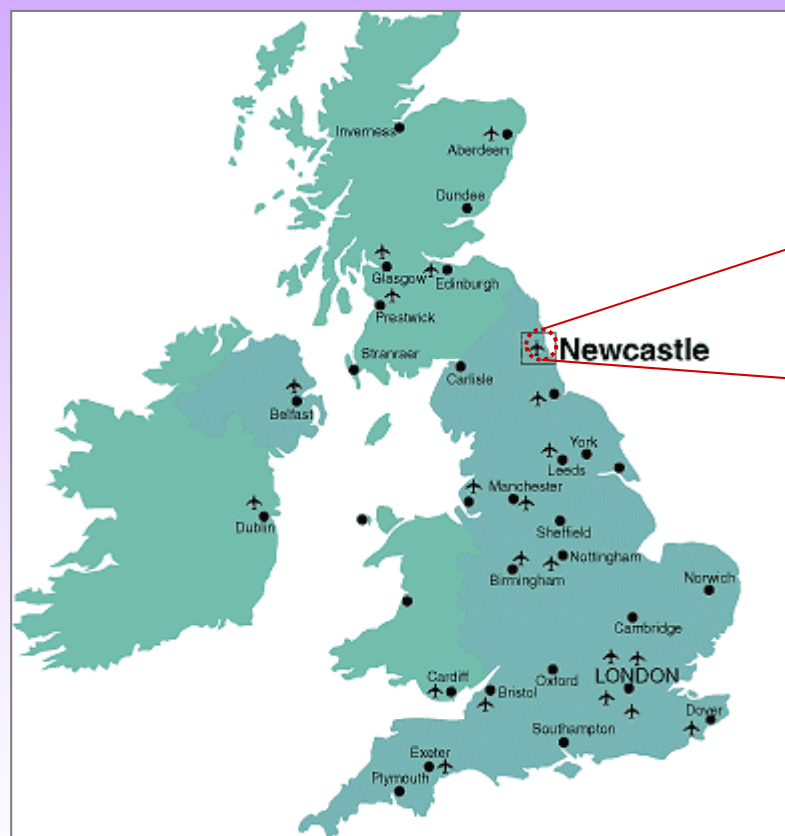 Inverness
Aberdeen
Dundee
Glasgow
Edinburgh
Prestwick
Newcastle
Stranraer
Carlisle
Belfast
York
Leeds
Manchester
Dublin
Sheffield
Nottingham
Birmingham
Norwich
Cambridge
Cardiff
Oxford
LONDON
Bristol
Dover
Southampton
Exeter
Plymouth